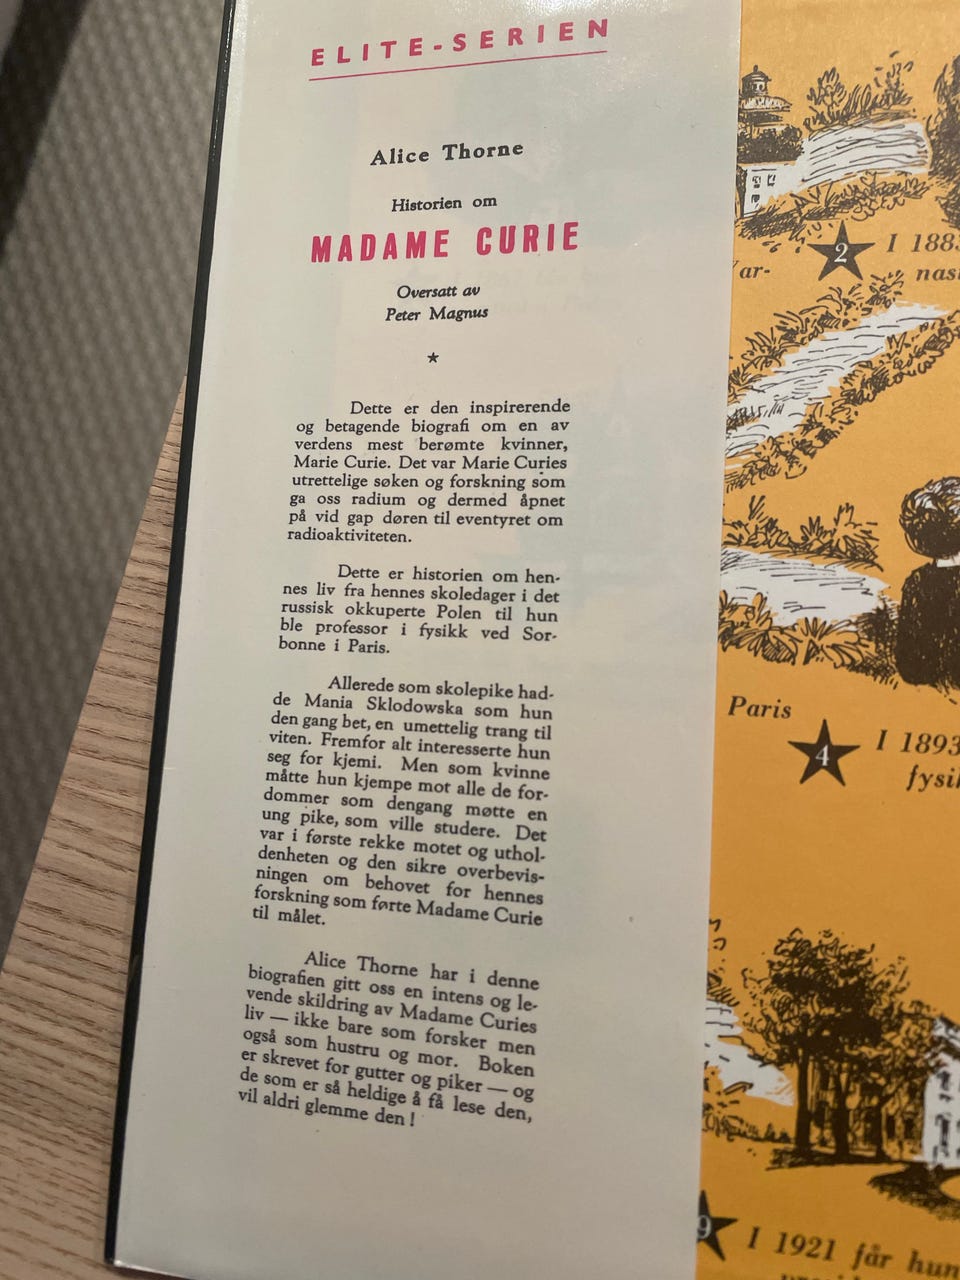 ELITE-SERIEN
Alice Thorne
Historien om
MADAME CURIE
Oversatt av
Peter Magnus
★
Dette er den inspirerende
og betagende biografi om en av
verdens mest berømte kvinner,
Marie Curie. Det var Marie Curies
utrettelige søken og forskning som
ga oss radium og dermed åpnet
på vid gap døren til eventyret om
radioaktiviteten.
Dette er historien om hen-
nes liv fra hennes skoledager i det
russisk okkuperte Polen til hun
ble professor i fysikk ved Sor-
bonne i Paris.
Allerede som skolepike had-
de Mania Sklodowska som hun
den gang bet, en umettelig trang til
viten. Fremfor alt interesserte hun
seg for kjemi. Men som kvinne
måtte hun kjempe mot alle de for-
dommer som dengang møtte en
ung pike, som ville studere. Det
var i første rekke motet og uthol-
denheten og den sikre overbevis-
ningen om behovet for hennes
forskning som førte Madame Curie
til målet.
Alice Thorne har i denne
biografien gitt oss en intens og le-
vende skildring av Madame Curies
liv — ikke bare som forsker men
også som hustru og mor. Boken
er skrevet for gutter og piker — og
de som er så heldige å få lese den,
vil aldri glemme den !
ar-
2 I 188
nas
Paris
4 I 1893
fysi
9 I 1921 får hun